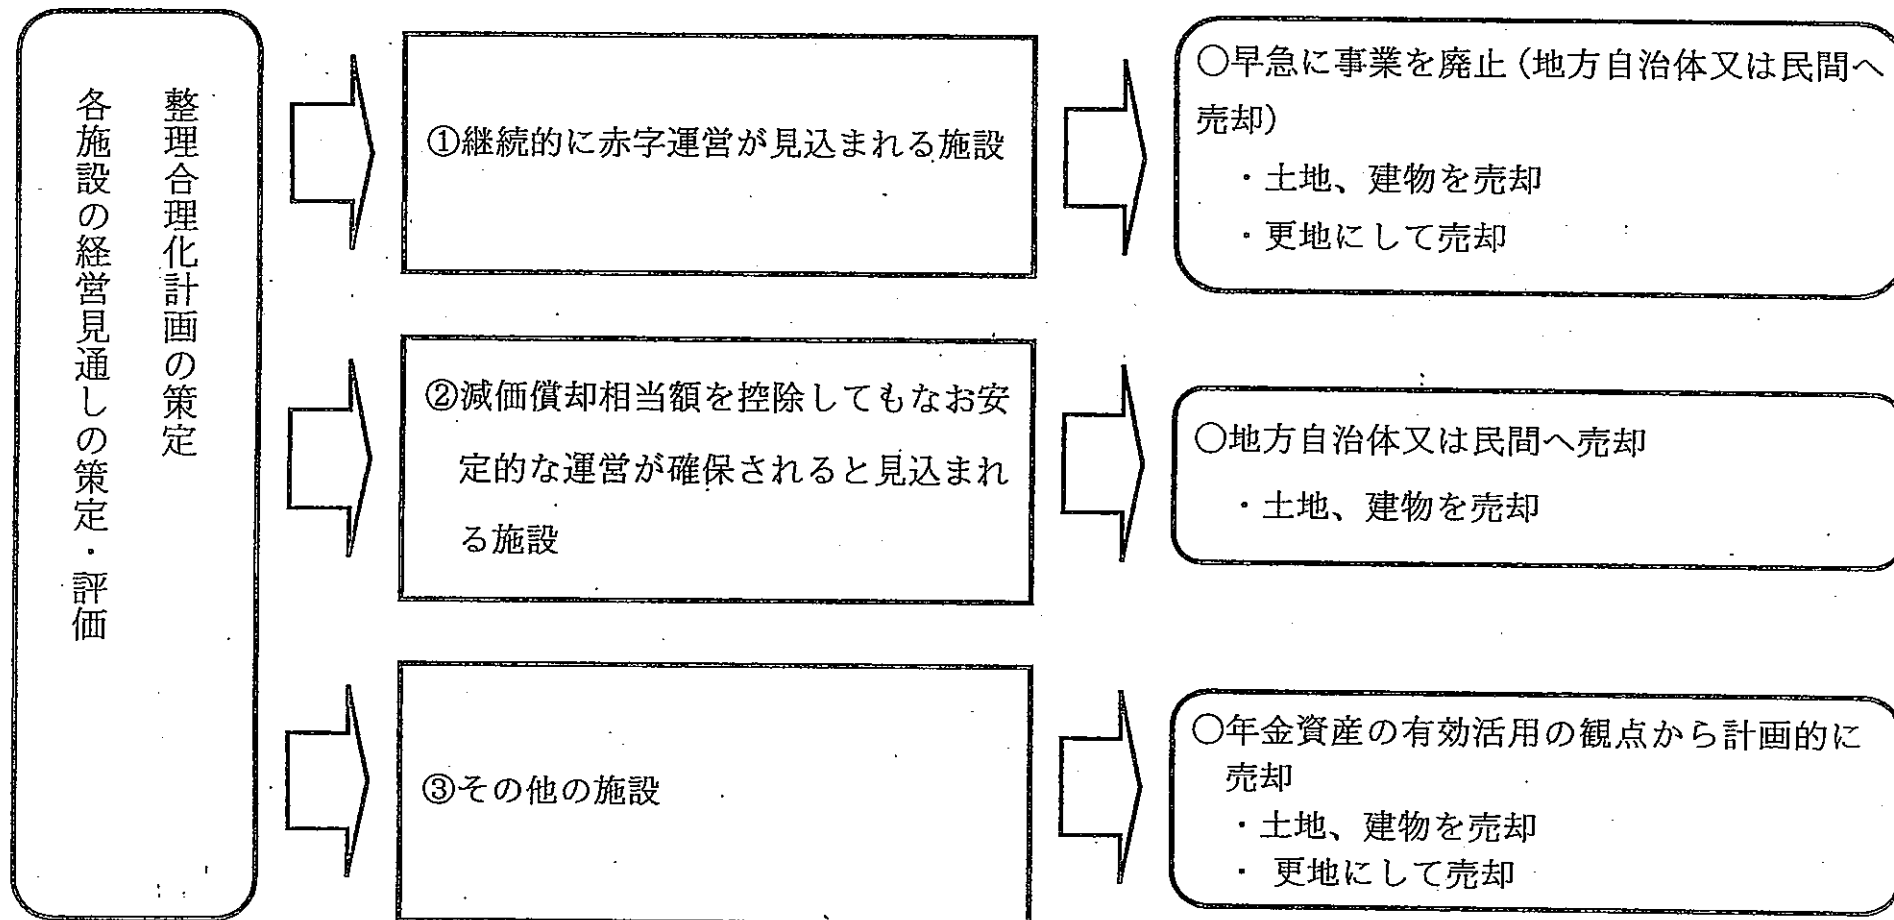 整理合理化計画の策定
各施設の経営見通しの策定・評価
①継続的に赤字運営が見込まれる施設
○早急に事業を廃止（地方自治体又は民間へ
売却）
・土地、建物を売却
・更地にして売却
②減価償却相当額を控除してもなお安
定的な運営が確保されると見込まれ
る施設
○地方自治体又は民間へ売却
・土地、建物を売却
③その他の施設
○年金資産の有効活用の観点から計画的に
売却
・土地、建物を売却
・更地にして売却